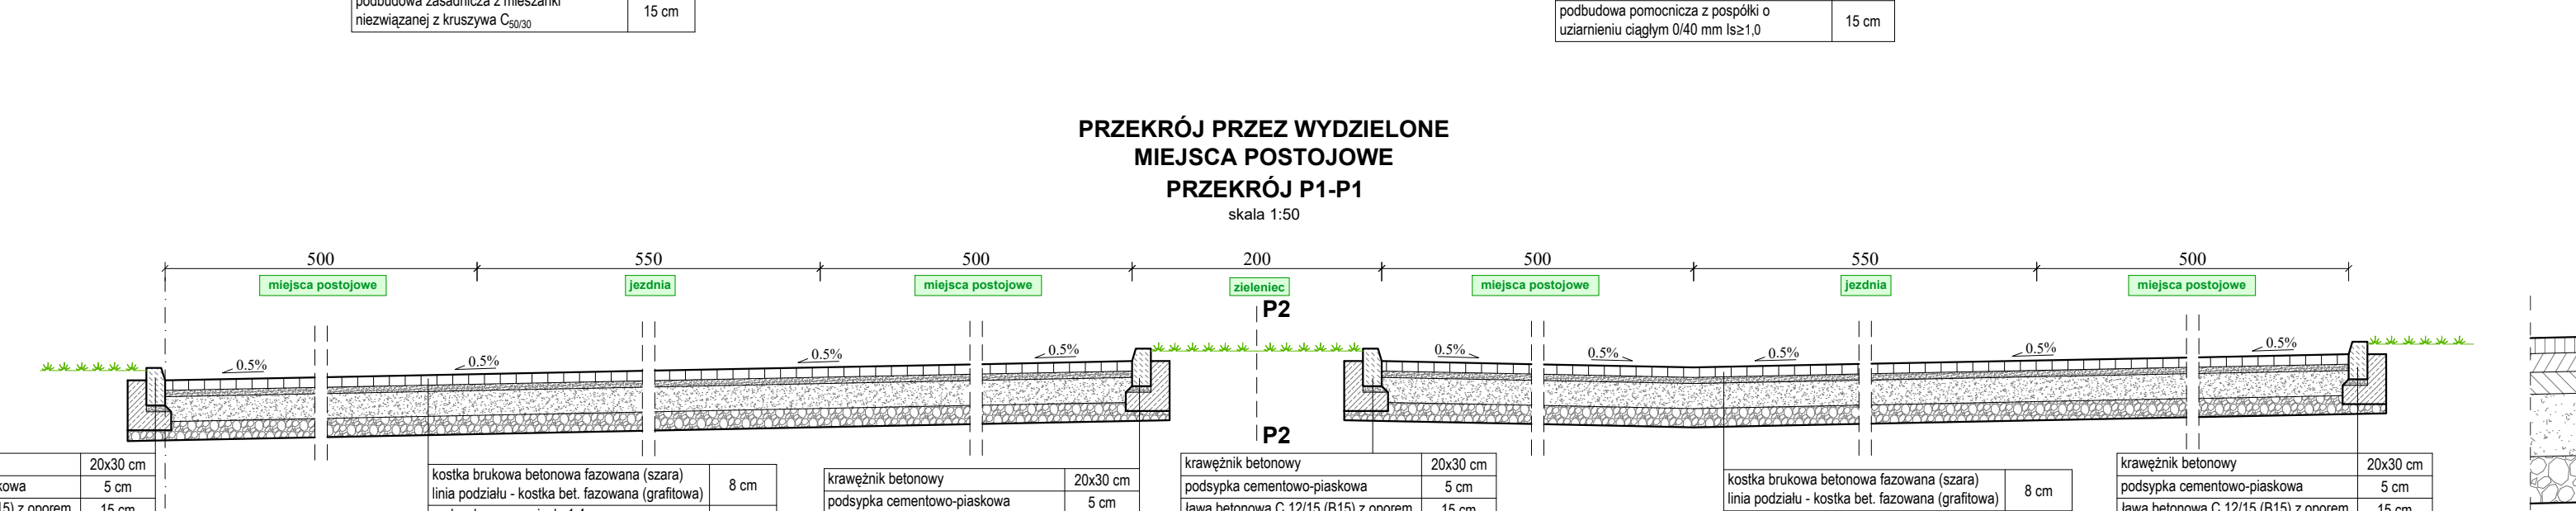 podbudowa zasadnicza z mieszanki
niezwiązanej z kruszywa C50/30
15 cm
podbudowa pomocnicza z pospółki o
uziarnieniu ciągłym 0/40 mm Is≥1,0
15 cm
PRZEKRÓJ PRZEZ WYDZIELONE
MIEJSCA POSTOJOWE
PRZEKRÓJ P1-P1
skala 1:50
500 550 500 200 500 550 500
miejsca postojowe jezdnia miejsca postojowe zieleniec miejsca postojowe jezdnia miejsca postojowe
P2
0.5% 0.5% 0.5% 0.5% 0.5% 0.5% 0.5% 0.5% 0.5%
P2
20x30 cm
5 cm
z oporem 15 cm
kostka brukowa betonowa fazowana (szara)
linia podziału - kostka bet. fazowana (grafitowa)
8 cm
krawężnik betonowy 20x30 cm
podsypka cementowo-piaskowa 5 cm
krawężnik betonowy 20x30 cm
podsypka cementowo-piaskowa 5 cm
ława betonowa C 12/15 (B15) z oporem 15 cm
kostka brukowa betonowa fazowana (szara)
linia podziału - kostka bet. fazowana (grafitowa)
8 cm
krawężnik betonowy 20x30 cm
podsypka cementowo-piaskowa 5 cm
ława betonowa C 12/15 (B15) z oporem 15 cm